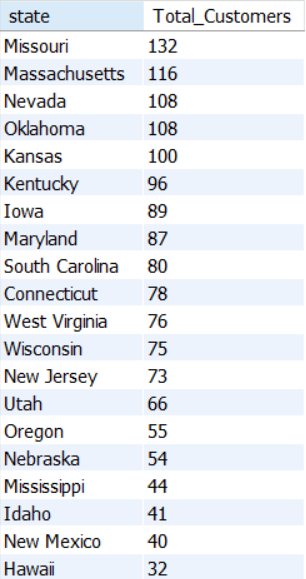 state Total_Customers
Missouri 132
Massachusetts 116
Nevada 108
Oklahoma 108
Kansas 100
Kentucky 96
Iowa 89
Maryland 87
South Carolina 80
Connecticut 78
West Virginia 76
Wisconsin 75
New Jersey 73
Utah 66
Oregon 55
Nebraska 54
Mississippi 44
Idaho 41
New Mexico 40
Hawaii 32